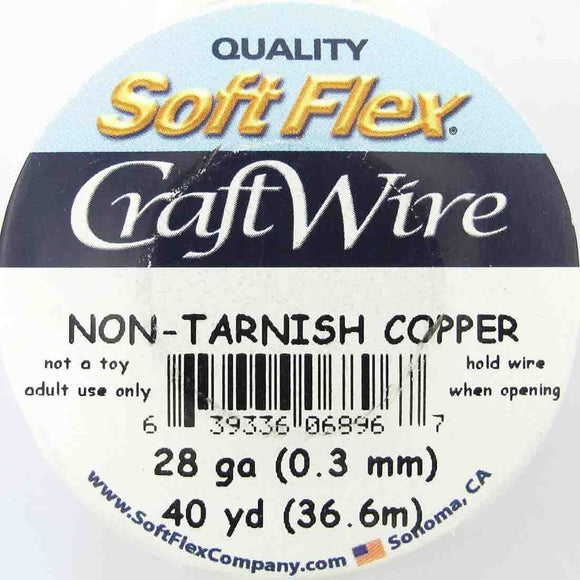 QUALITY
Soft Flex®
Craft Wire
NON-TARNISH COPPER
not a toy
adult use only
hold wire
when opening
6 39336 06896 7
28 ga (0.3 mm)
40 yd (36.6m)
www.SoftFlexCompany.com Sonoma, CA